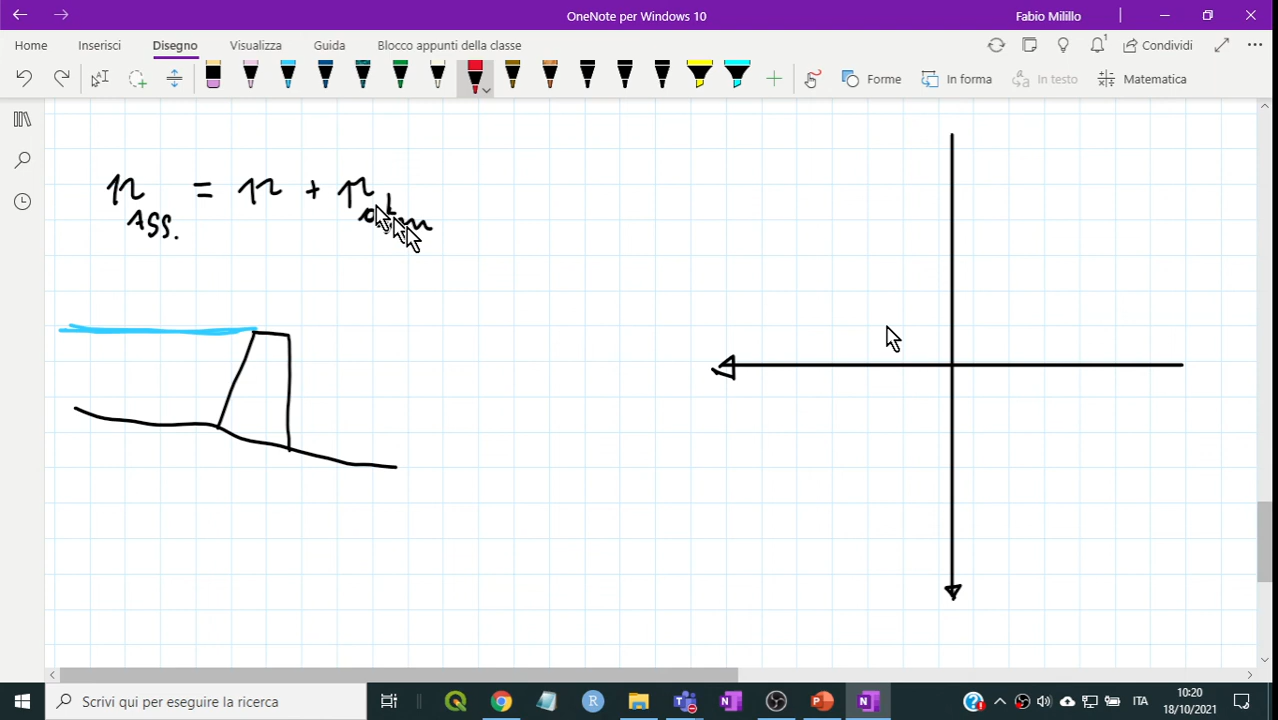 OneNote per Windows 10
Fabio Milillo
Home Inserisci Disegno Visualizza Guida Blocco appunti della classe
Condividi
Forme In forma In testo Matematica
= +
ASS.
atm
Scrivi qui per eseguire la ricerca
ITA
10:20
18/10/2021